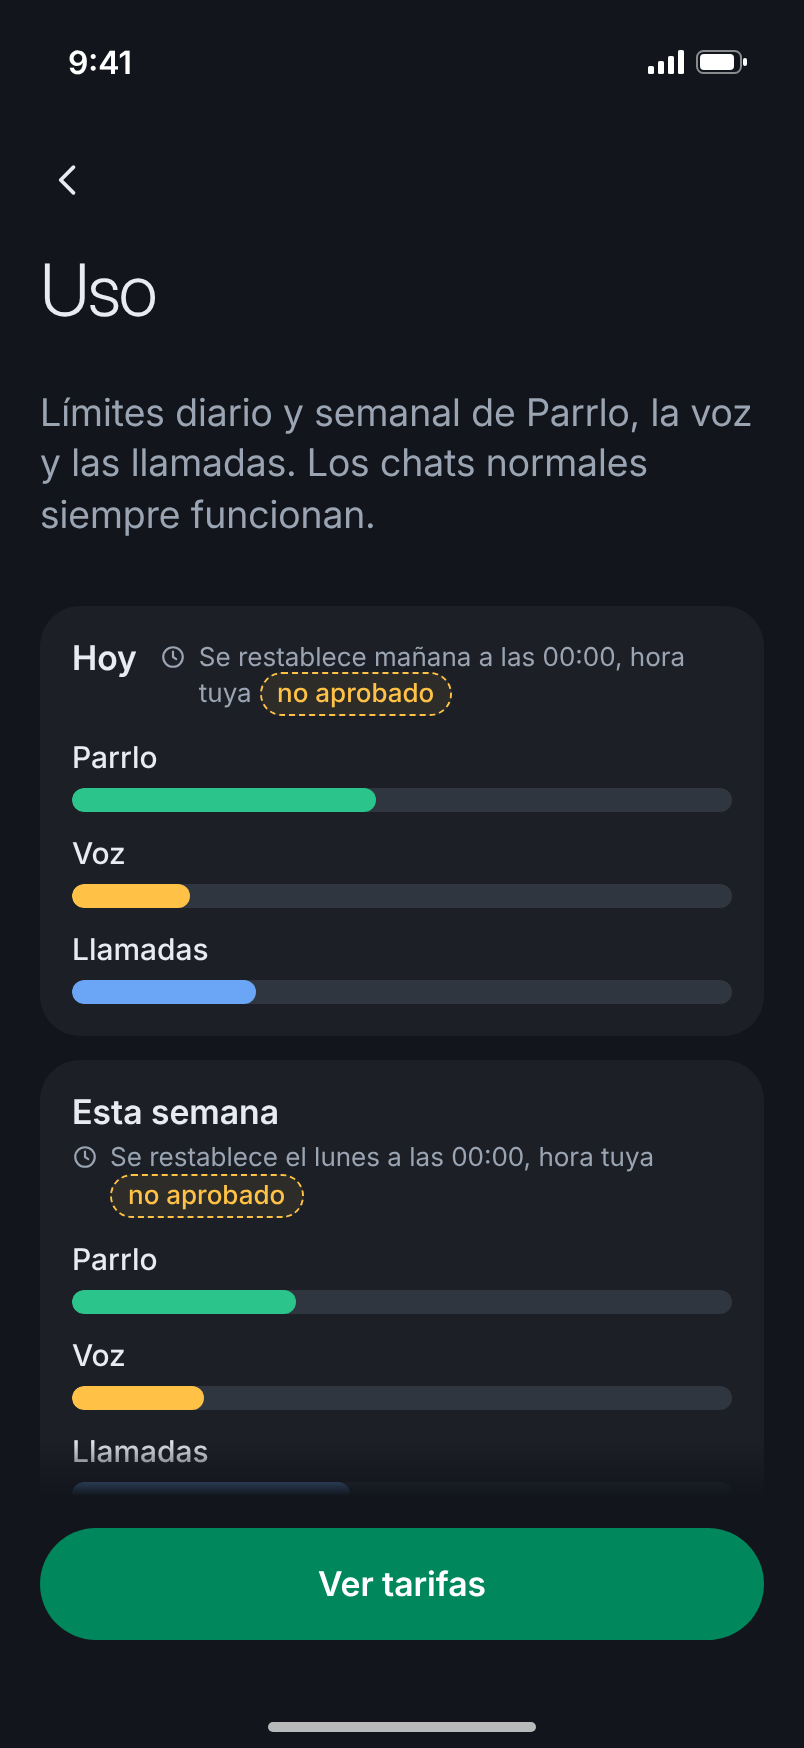 9:41
Uso
Límites diario y semanal de Parrlo, la voz
y las llamadas. Los chats normales
siempre funcionan.
Hoy Se restablece mañana a las 00:00, hora
tuya no aprobado
Parrlo
Voz
Llamadas
Esta semana
Se restablece el lunes a las 00:00, hora tuya
no aprobado
Parrlo
Voz
Llamadas
Ver tarifas